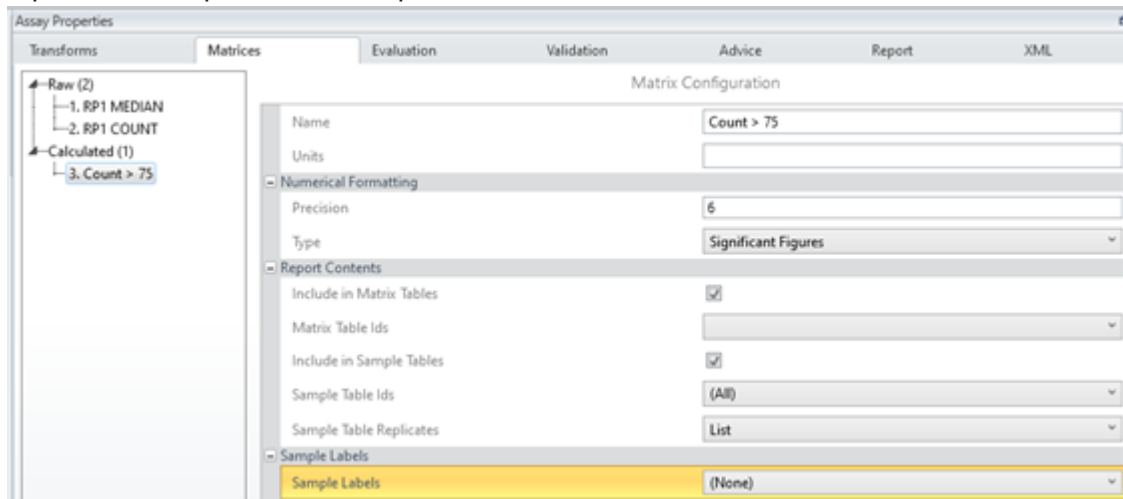 Assay Properties
Transforms Matrices Evaluation Validation Advice Report XML
Raw (2)
1. RP1 MEDIAN
2. RP1 COUNT
Calculated (1)
3. Count > 75
Matrix Configuration
Name Count > 75
Units
Numerical Formatting
Precision 6
Type Significant Figures
Report Contents
Include in Matrix Tables
Matrix Table Ids
Include in Sample Tables
Sample Table Ids (All)
Sample Table Replicates List
Sample Labels
Sample Labels (None)